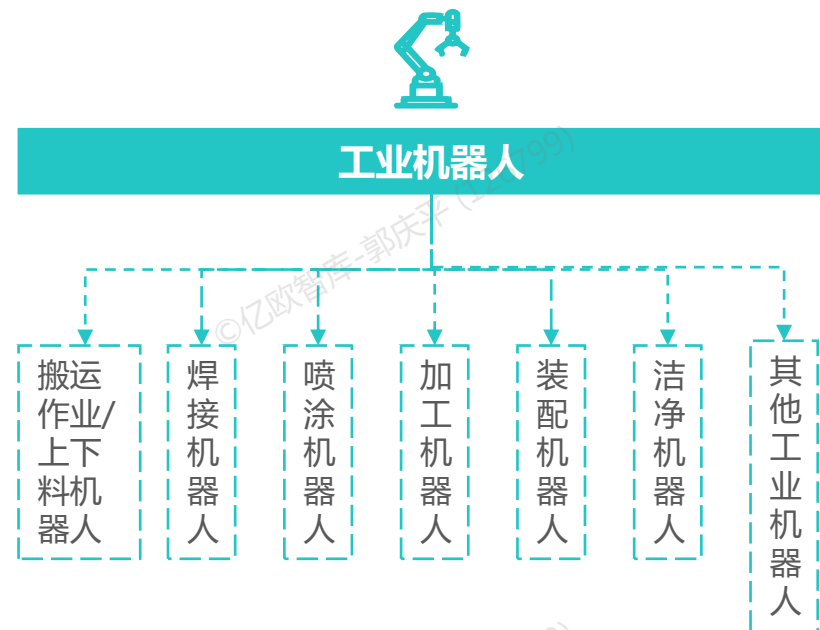 工业机器人
©亿欧智库-郭庆平 (
799)
搬运
作业/
上下
料机
器人
焊接机器人
喷涂机器人
加工机器人
装配机器人
洁净机器人
其他工业机器人